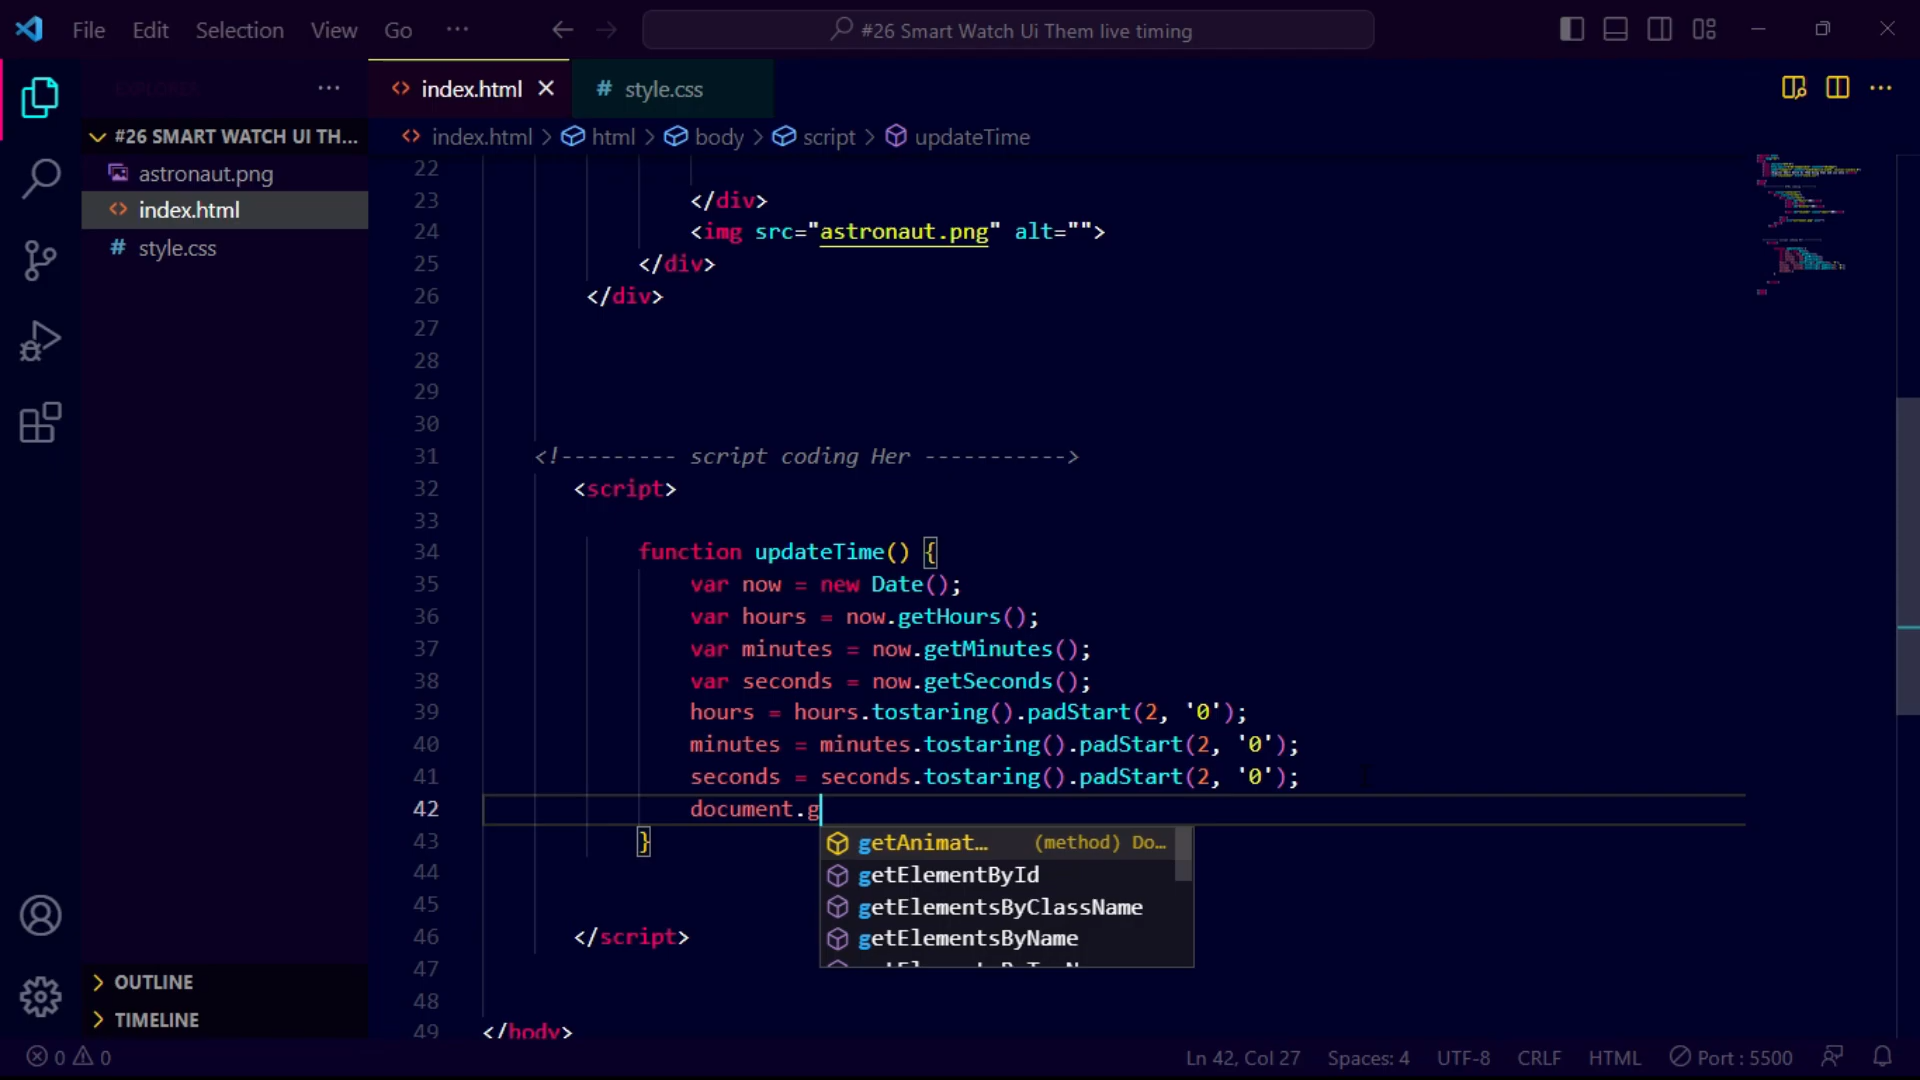 File Edit Selection View Go ··· #26 Smart Watch Ui Them live timing
EXPLORER ···
#26 SMART WATCH UI TH...
astronaut.png
index.html
style.css
OUTLINE
TIMELINE
index.html style.css
index.html > html > body > script > updateTime
22
23 </div>
24 <img src="astronaut.png" alt="">
25 </div>
26 </div>
27
28
29
30
31 <!--------- script coding Her ----------->
32 <script>
33
34 function updateTime() {
35 var now = new Date();
36 var hours = now.getHours();
37 var minutes = now.getMinutes();
38 var seconds = now.getSeconds();
39 hours = hours.tostaring().padStart(2, '0');
40 minutes = minutes.tostaring().padStart(2, '0');
41 seconds = seconds.tostaring().padStart(2, '0');
42 document.g
43 }
getAnimat... (method) Do...
getElementById
getElementsByClassName
getElementsByName
44
45
46 </script>
47
48
49 </body>
0 0 Ln 42, Col 27 Spaces: 4 UTF-8 CRLF HTML Port : 5500